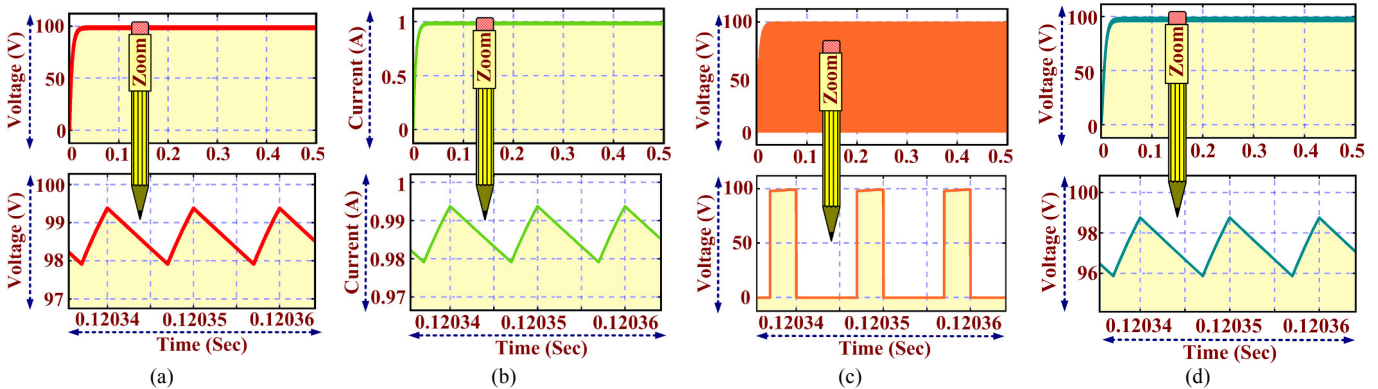 Voltage (V)
100
50
0
Zoom
0 0.1 0.2 0.3 0.4 0.5
Voltage (V)
100
99
98
97
0.12034 0.12035 0.12036
Time (Sec)
(a)
Current (A)
1
0.5
0
Zoom
0 0.1 0.2 0.3 0.4 0.5
Current (A)
1
0.99
0.98
0.97
0.12034 0.12035 0.12036
Time (Sec)
(b)
Voltage (V)
100
50
0
Zoom
0 0.1 0.2 0.3 0.4 0.5
Voltage (V)
100
50
0
0.12034 0.12035 0.12036
Time (Sec)
(c)
Voltage (V)
100
50
0
Zoom
0 0.1 0.2 0.3 0.4 0.5
Voltage (V)
98
96
94
0.12034 0.12035 0.12036
Time (Sec)
(d)